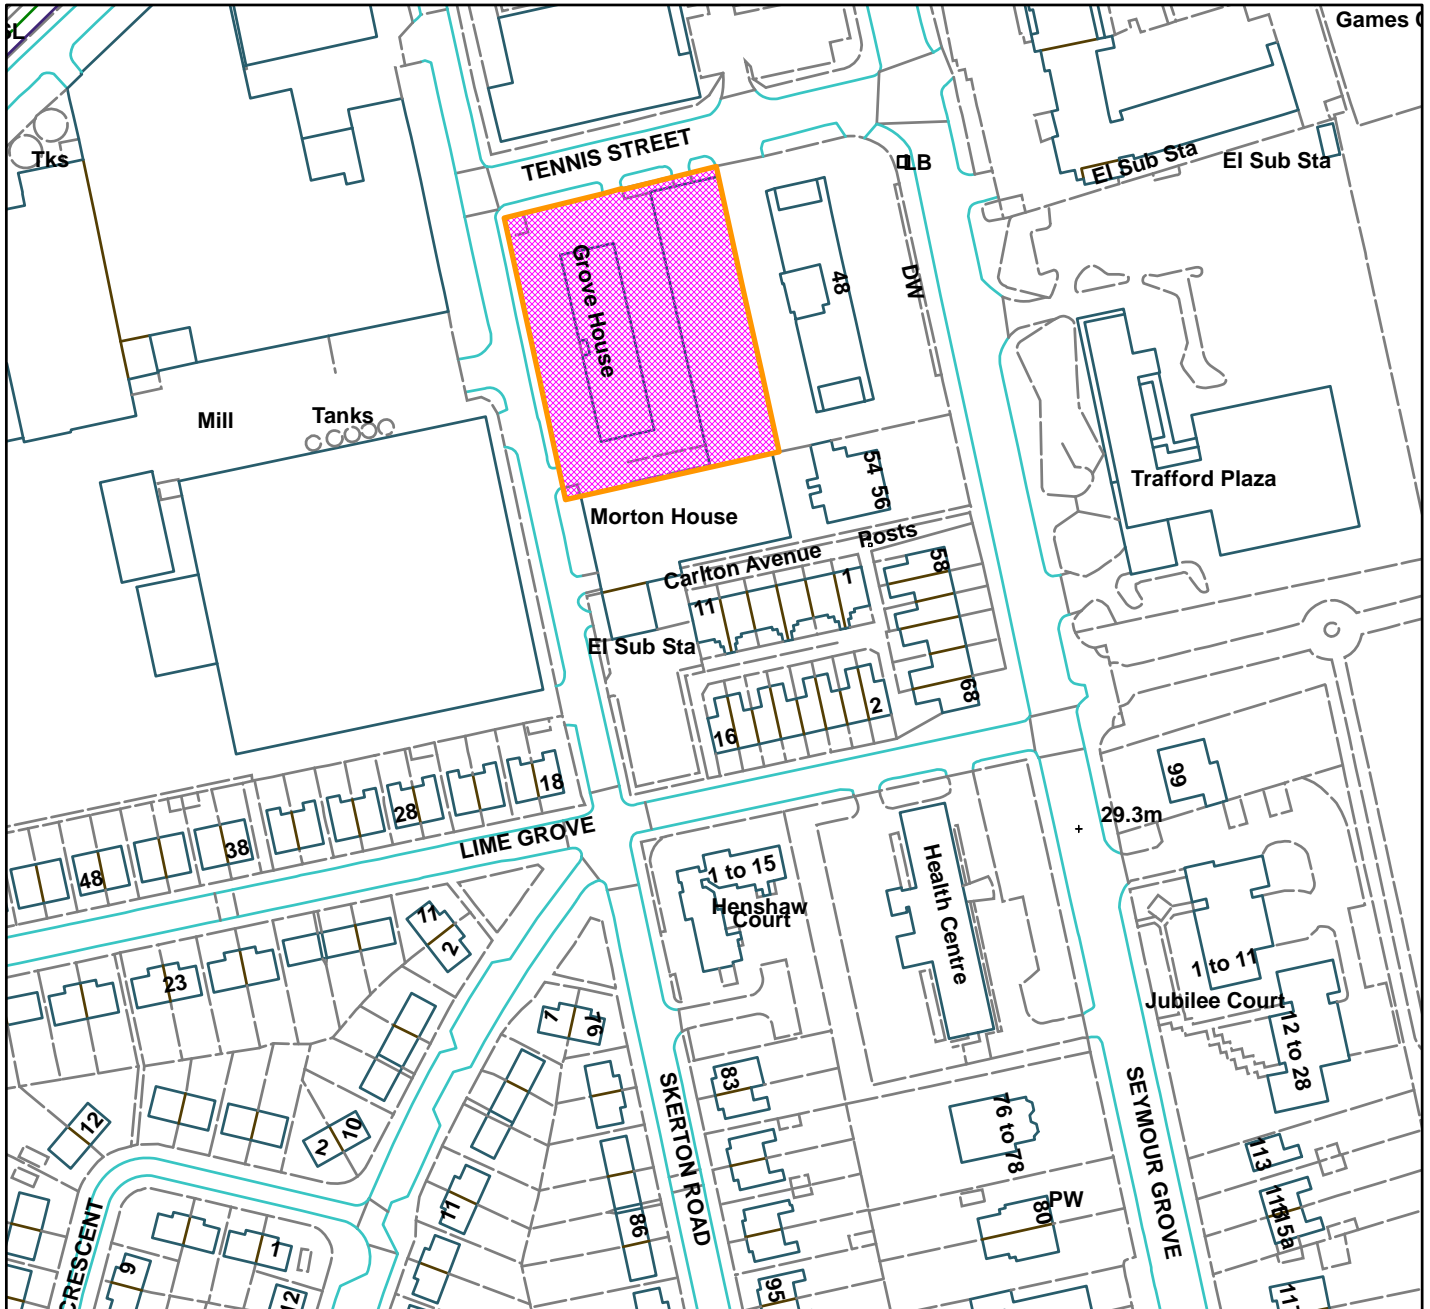 Games
TENNIS STREET
Tks
LB
El Sub Sta
El Sub Sta
Grove House
48
DW
Mill
Tanks
54
56
Trafford Plaza
Morton House
Posts
Carlton Avenue
58
1
11
El Sub Sta
68
2
16
99
18
28
29.3m
LIME GROVE
38
48
1 to 15
Henshaw
Court
Health Centre
11
2
1 to 11
23
Jubilee Court
7
76
12 to 28
83
SKERTON ROAD
SEYMOUR GROVE
76 to 78
12
10
2
113
11
PW
80
115a
86
CRESCENT
1
9
95
12
11